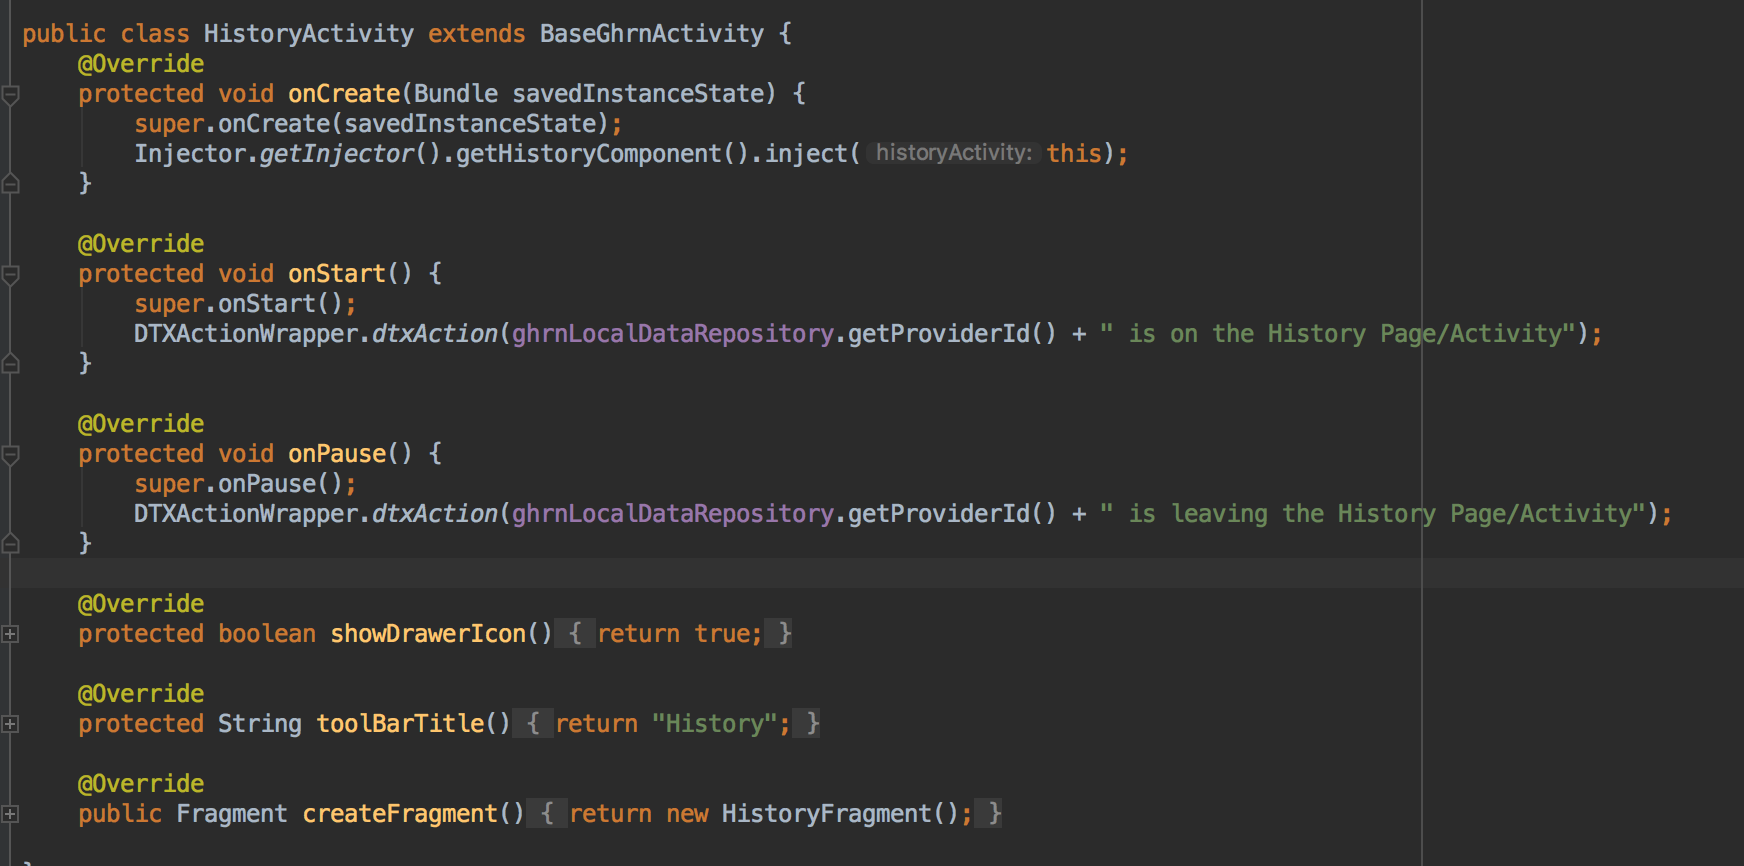 public class HistoryActivity extends BaseGhrnActivity {
    @Override
    protected void onCreate(Bundle savedInstanceState) {
        super.onCreate(savedInstanceState);
        Injector.getInjector().getHistoryComponent().inject( historyActivity: this);
    }

    @Override
    protected void onStart() {
        super.onStart();
        DTXActionWrapper.dtxAction(ghrnLocalDataRepository.getProviderId() + " is on the History Page/Activity");
    }

    @Override
    protected void onPause() {
        super.onPause();
        DTXActionWrapper.dtxAction(ghrnLocalDataRepository.getProviderId() + " is leaving the History Page/Activity");
    }

    @Override
    protected boolean showDrawerIcon() { return true; }

    @Override
    protected String toolBarTitle() { return "History"; }

    @Override
    public Fragment createFragment() { return new HistoryFragment(); }